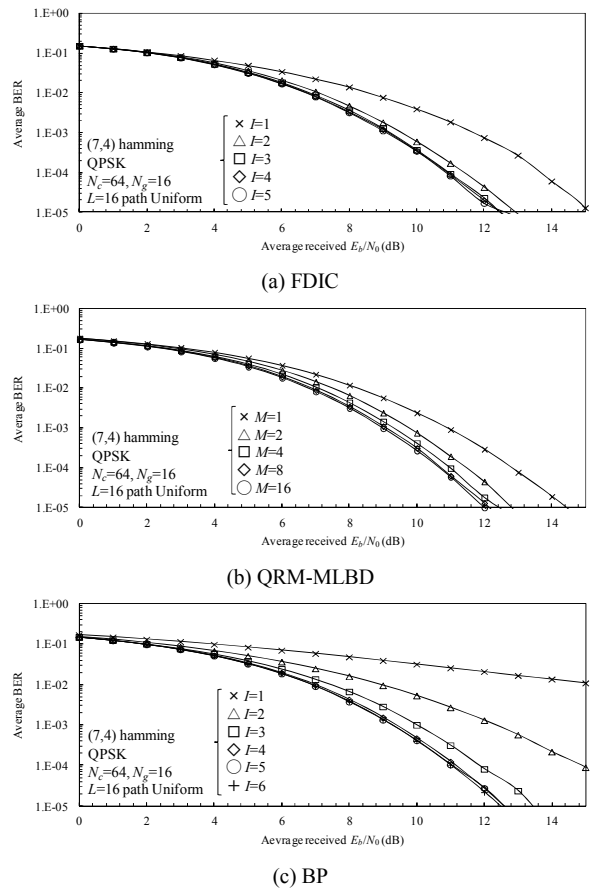 1.E+00
1.E-01
1.E-02
1.E-03
1.E-04
1.E-05
Average BER
(7,4) hamming
QPSK
Nc=64, Ng=16
L=16 path Uniform
I=1
I=2
I=3
I=4
I=5
0 2 4 6 8 10 12 14
Average received Eb/N0 (dB)
(a) FDIC
1.E+00
1.E-01
1.E-02
1.E-03
1.E-04
1.E-05
Average BER
(7,4) hamming
QPSK
Nc=64, Ng=16
L=16 path Uniform
M=1
M=2
M=4
M=8
M=16
0 2 4 6 8 10 12 14
Average received Eb/N0 (dB)
(b) QRM-MLBD
1.E+00
1.E-01
1.E-02
1.E-03
1.E-04
1.E-05
Average BER
(7,4) hamming
QPSK
Nc=64, Ng=16
L=16 path Uniform
I=1
I=2
I=3
I=4
I=5
I=6
0 2 4 6 8 10 12 14
Aevrage received Eb/N0 (dB)
(c) BP